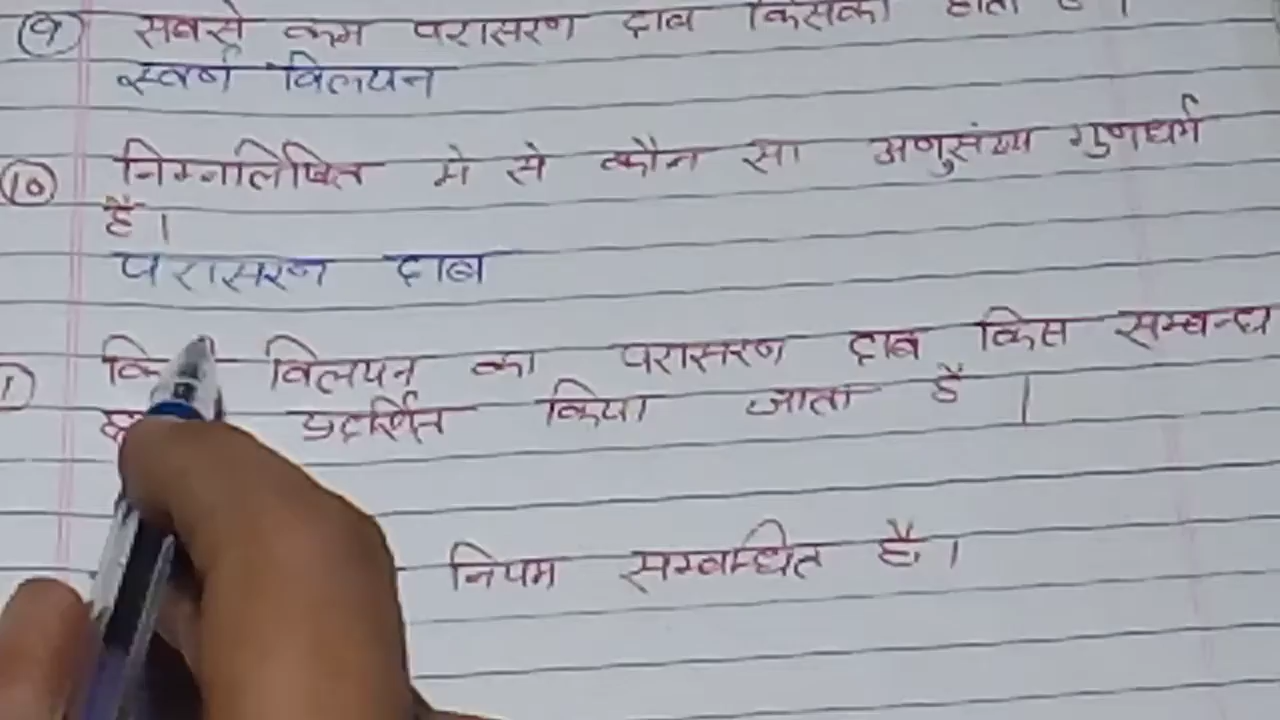 ⑨ सबसे कम परासरण दाब किसका होता है।
स्वर्ण विलयन
⑩ निम्नलिखित मे से कौन सा अणुसंख्य गुणधर्म
है।
परासरण दाब
विलयन का परासरण दाब किस सम्बन्ध
प्रदर्शित किया जाता है।
नियम सम्बन्धित है।